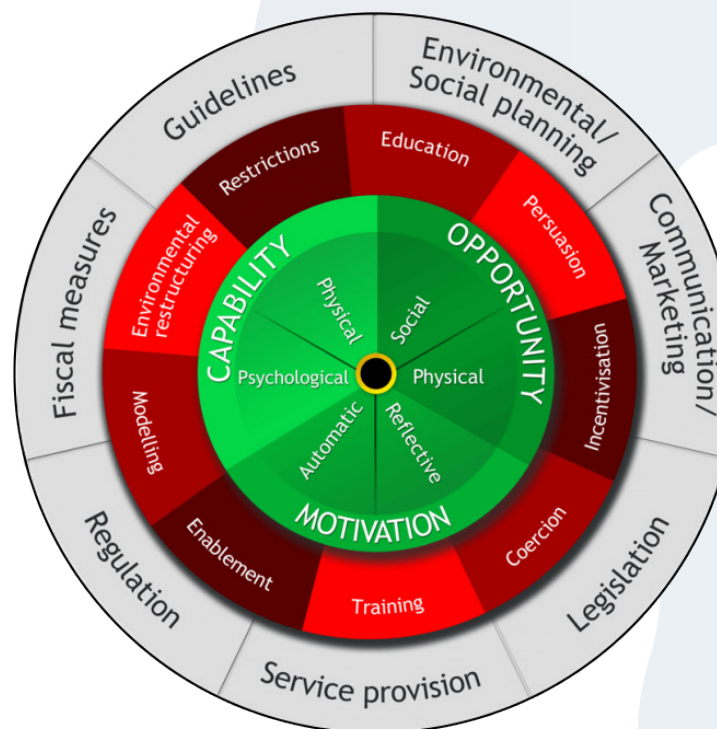 Guidelines
Environmental/
Social planning
Communication/
Marketing
Legislation
Service provision
Regulation
Fiscal measures
Restrictions
Education
Persuasion
Incentivisation
Coercion
Training
Enablement
Modelling
Environmental
restructuring
CAPABILITY
OPPORTUNITY
MOTIVATION
Physical
Social
Psychological
Physical
Automatic
Reflective